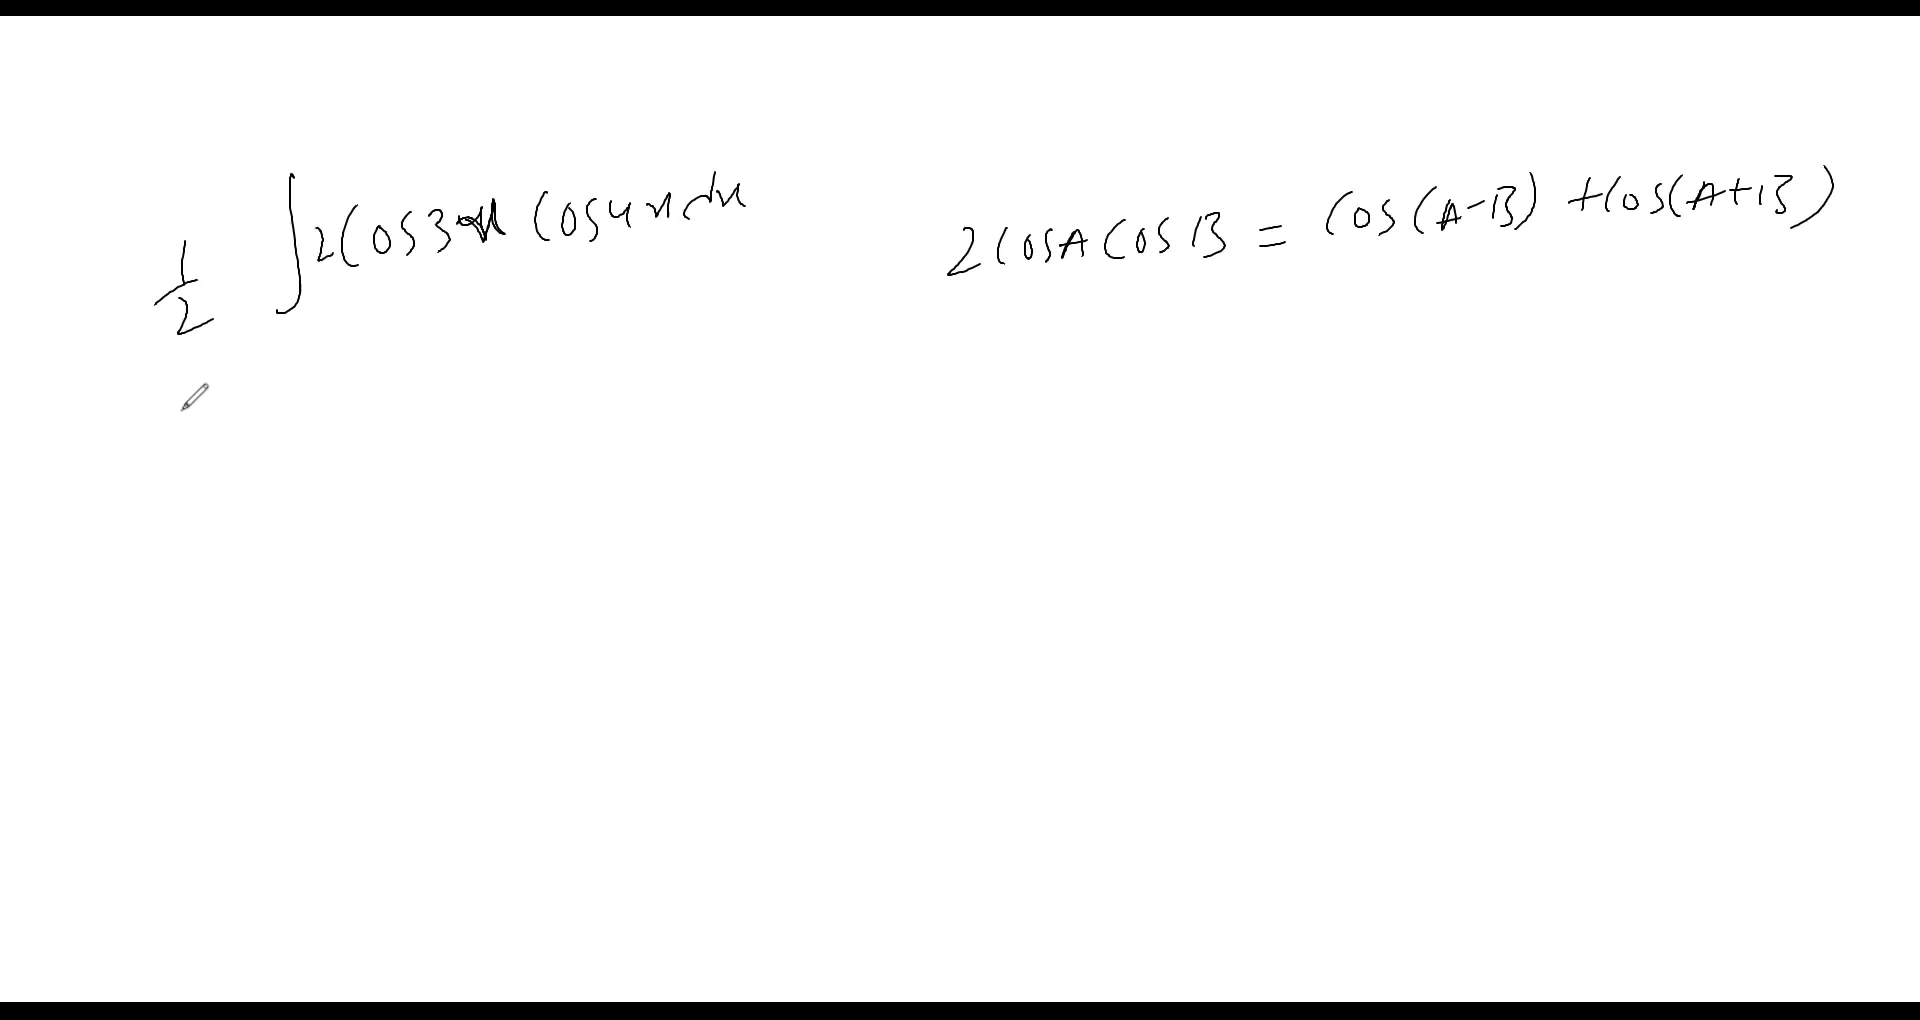 1/2 ∫2Cos3x Cos4x dx
2CosA CosB = Cos(A-B) + Cos(A+B)